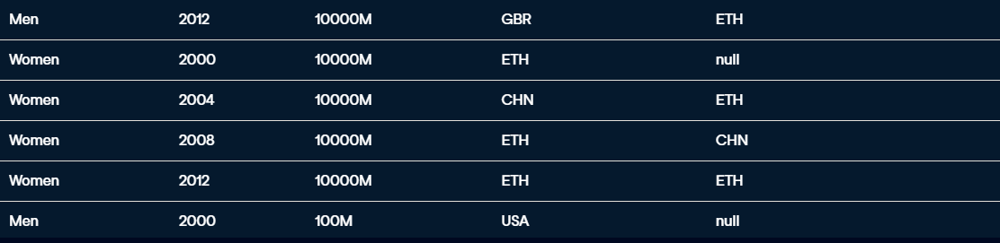 Men 2012 10000M GBR ETH
Women 2000 10000M ETH null
Women 2004 10000M CHN ETH
Women 2008 10000M ETH CHN
Women 2012 10000M ETH ETH
Men 2000 100M USA null